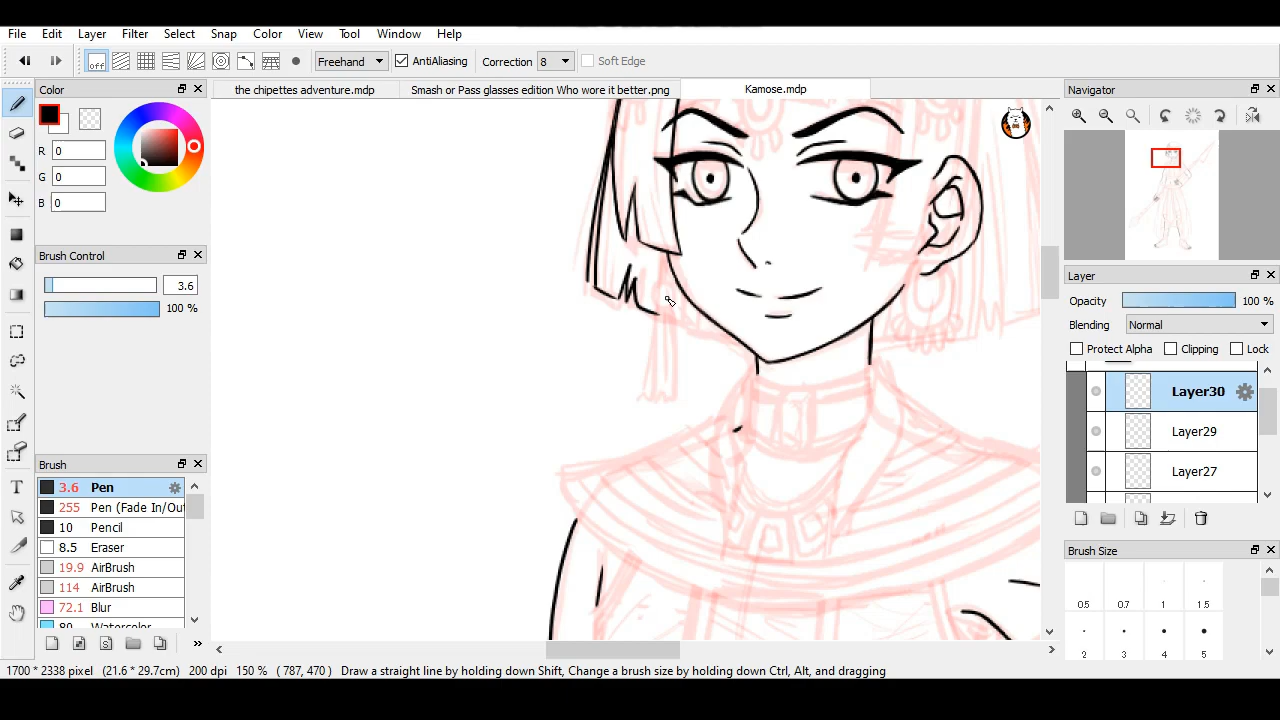 File Edit Layer Filter Select Snap Color View Tool Window Help
off Freehand AntiAliasing Correction 8 Soft Edge
Color
the chipettes adventure.mdp Smash or Pass glasses edition Who wore it better.png Kamose.mdp
Navigator
R 0
G 0
B 0
Brush Control
3.6
100 %
Layer
Opacity 100 %
Blending Normal
Protect Alpha Clipping Lock
Layer30
Layer29
Layer27
Brush
3.6 Pen
255 Pen (Fade In/Out
10 Pencil
8.5 Eraser
19.9 AirBrush
114 AirBrush
72.1 Blur
80 Watercolor
Brush Size
0.5 0.7 1 1.5
2 3 4 5
1700 * 2338 pixel (21.6 * 29.7cm) 200 dpi 150 % ( 787, 470 ) Draw a straight line by holding down Shift, Change a brush size by holding down Ctrl, Alt, and dragging